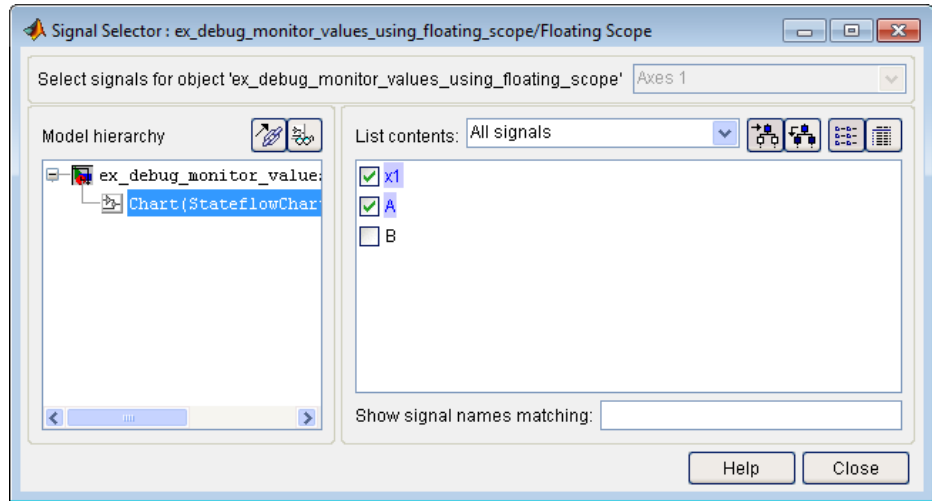 Signal Selector : ex_debug_monitor_values_using_floating_scope/Floating Scope
Select signals for object 'ex_debug_monitor_values_using_floating_scope' Axes 1
Model hierarchy
List contents: All signals
ex_debug_monitor_value
Chart(StateflowChar
x1
A
B
Show signal names matching:
Help Close